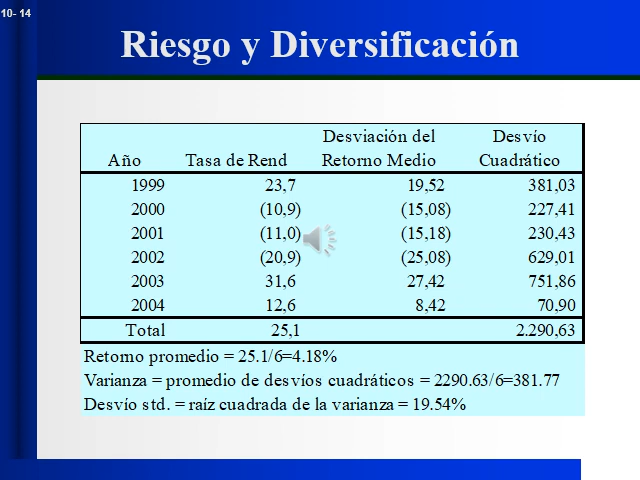 10- 14
Riesgo y Diversificación
Desviación del Desvío
Año Tasa de Rend Retorno Medio Cuadrático
1999 23,7 19,52 381,03
2000 (10,9) (15,08) 227,41
2001 (11,0) (15,18) 230,43
2002 (20,9) (25,08) 629,01
2003 31,6 27,42 751,86
2004 12,6 8,42 70,90
Total 25,1 2.290,63
Retorno promedio = 25.1/6=4.18%
Varianza = promedio de desvíos cuadráticos = 2290.63/6=381.77
Desvío std. = raíz cuadrada de la varianza = 19.54%